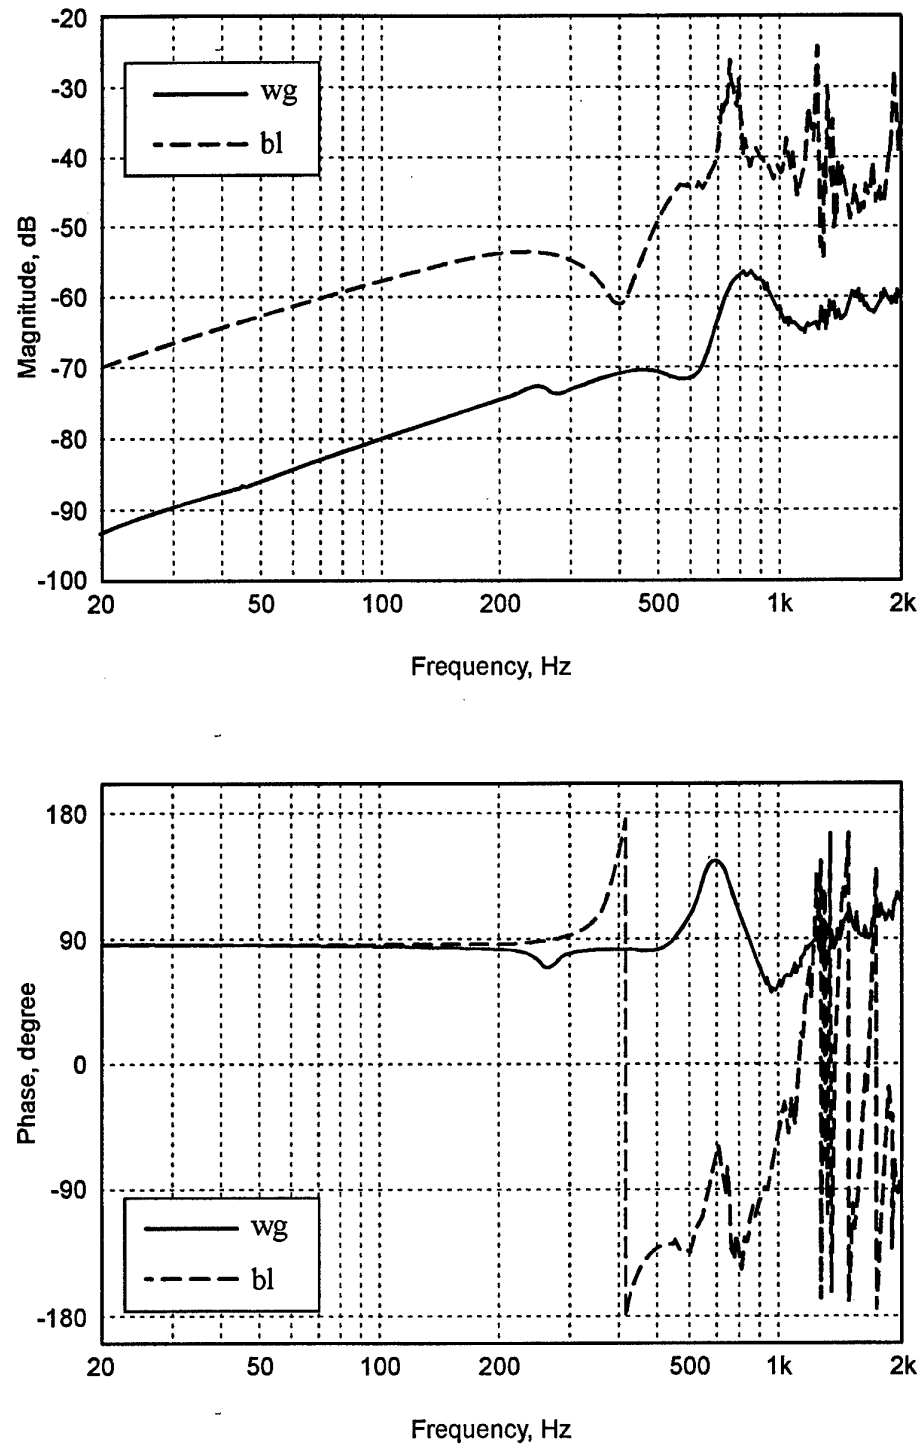 -20
-30
-40
-50
-60
-70
-80
-90
-100
Magnitude, dB
wg
bl
20 50 100 200 500 1k 2k
Frequency, Hz
180
90
0
-90
-180
Phase, degree
wg
bl
20 50 100 200 500 1k 2k
Frequency, Hz